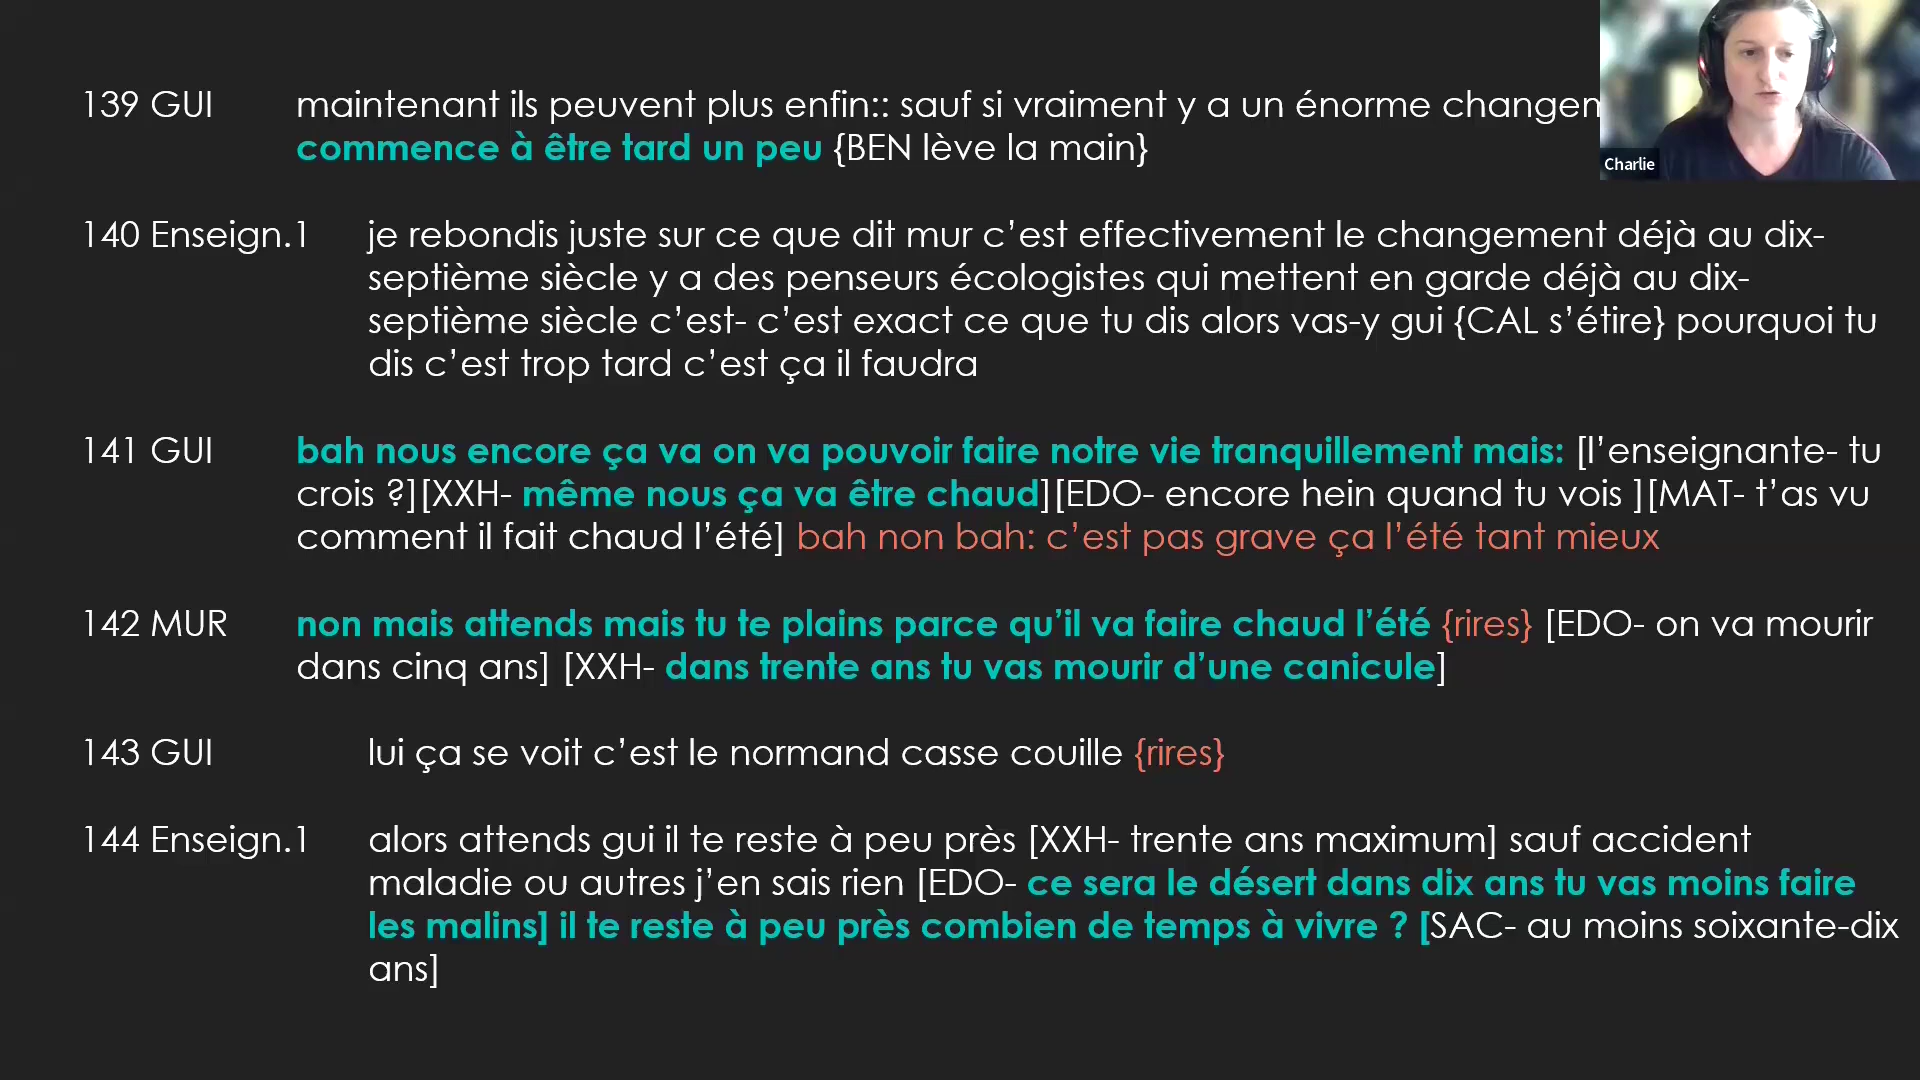 139 GUI maintenant ils peuvent plus enfin:: sauf si vraiment y a un énorme
commence à être tard un peu {BEN lève la main}
Charlie
140 Enseign.1 je rebondis juste sur ce que dit mur c’est effectivement le changement déjà au dix-
septième siècle y a des penseurs écologistes qui mettent en garde déjà au dix-
septième siècle c’est- c’est exact ce que tu dis alors vas-y gui {CAL s’étire} pourquoi tu
dis c’est trop tard c’est ça il faudra
141 GUI bah nous encore ça va on va pouvoir faire notre vie tranquillement mais: [l’enseignante- tu
crois ?][XXH- même nous ça va être chaud][EDO- encore hein quand tu vois ][MAT- t’as vu
comment il fait chaud l’été] bah non bah: c’est pas grave ça l’été tant mieux
142 MUR non mais attends mais tu te plains parce qu’il va faire chaud l’été {rires} [EDO- on va mourir
dans cinq ans] [XXH- dans trente ans tu vas mourir d’une canicule]
143 GUI lui ça se voit c’est le normand casse couille {rires}
144 Enseign.1 alors attends gui il te reste à peu près [XXH- trente ans maximum] sauf accident
maladie ou autres j’en sais rien [EDO- ce sera le désert dans dix ans tu vas moins faire
les malins] il te reste à peu près combien de temps à vivre ? [SAC- au moins soixante-dix
ans]